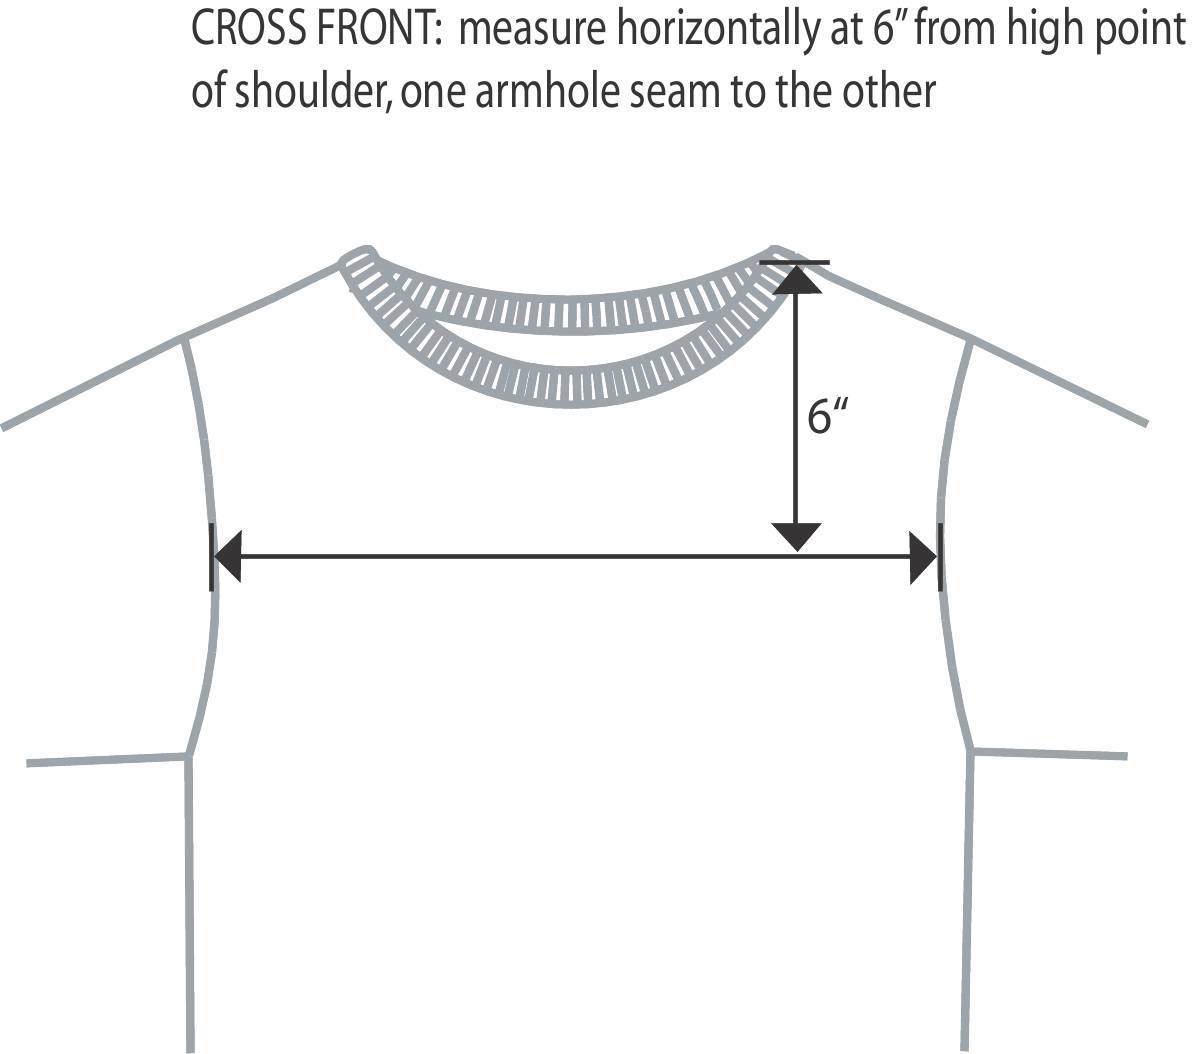 CROSS FRONT: measure horizontally at 6” from high point
of shoulder, one armhole seam to the other
6“